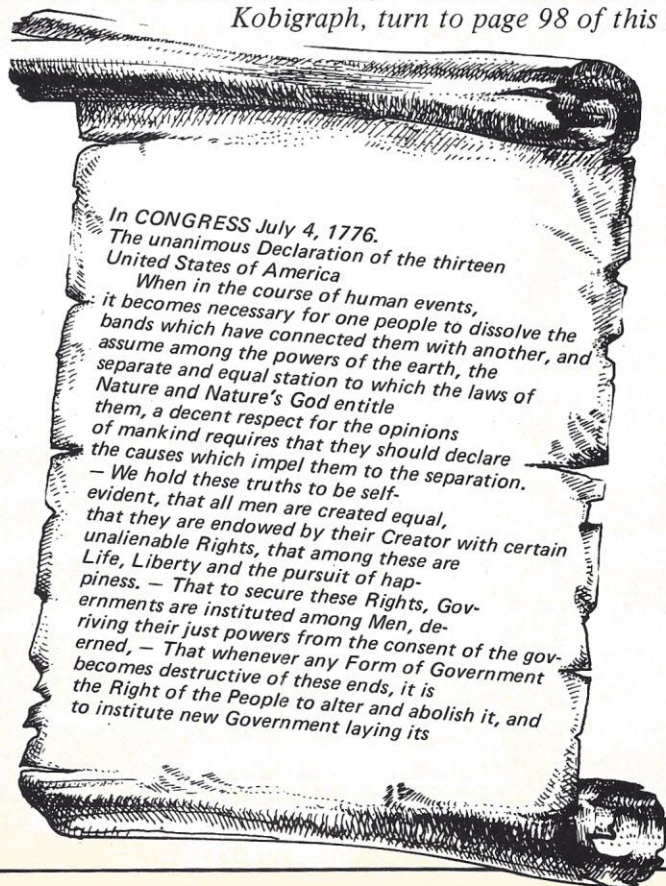 Kobigraph, turn to page 98 of this
In CONGRESS July 4, 1776.
The unanimous Declaration of the thirteen
United States of America
When in the course of human events,
it becomes necessary for one people to dissolve the
bands which have connected them with another, and
assume among the powers of the earth, the
separate and equal station to which the laws of
Nature and Nature's God entitle
them, a decent respect for the opinions
of mankind requires that they should declare
the causes which impel them to the separation.
— We hold these truths to be self-
evident, that all men are created equal,
that they are endowed by their Creator with certain
unalienable Rights, that among these are
Life, Liberty and the pursuit of hap-
piness. — That to secure these Rights, Gov-
ernments are instituted among Men, de-
riving their just powers from the consent of the gov-
erned, — That whenever any Form of Government
becomes destructive of these ends, it is
the Right of the People to alter and abolish it, and
to institute new Government laying its